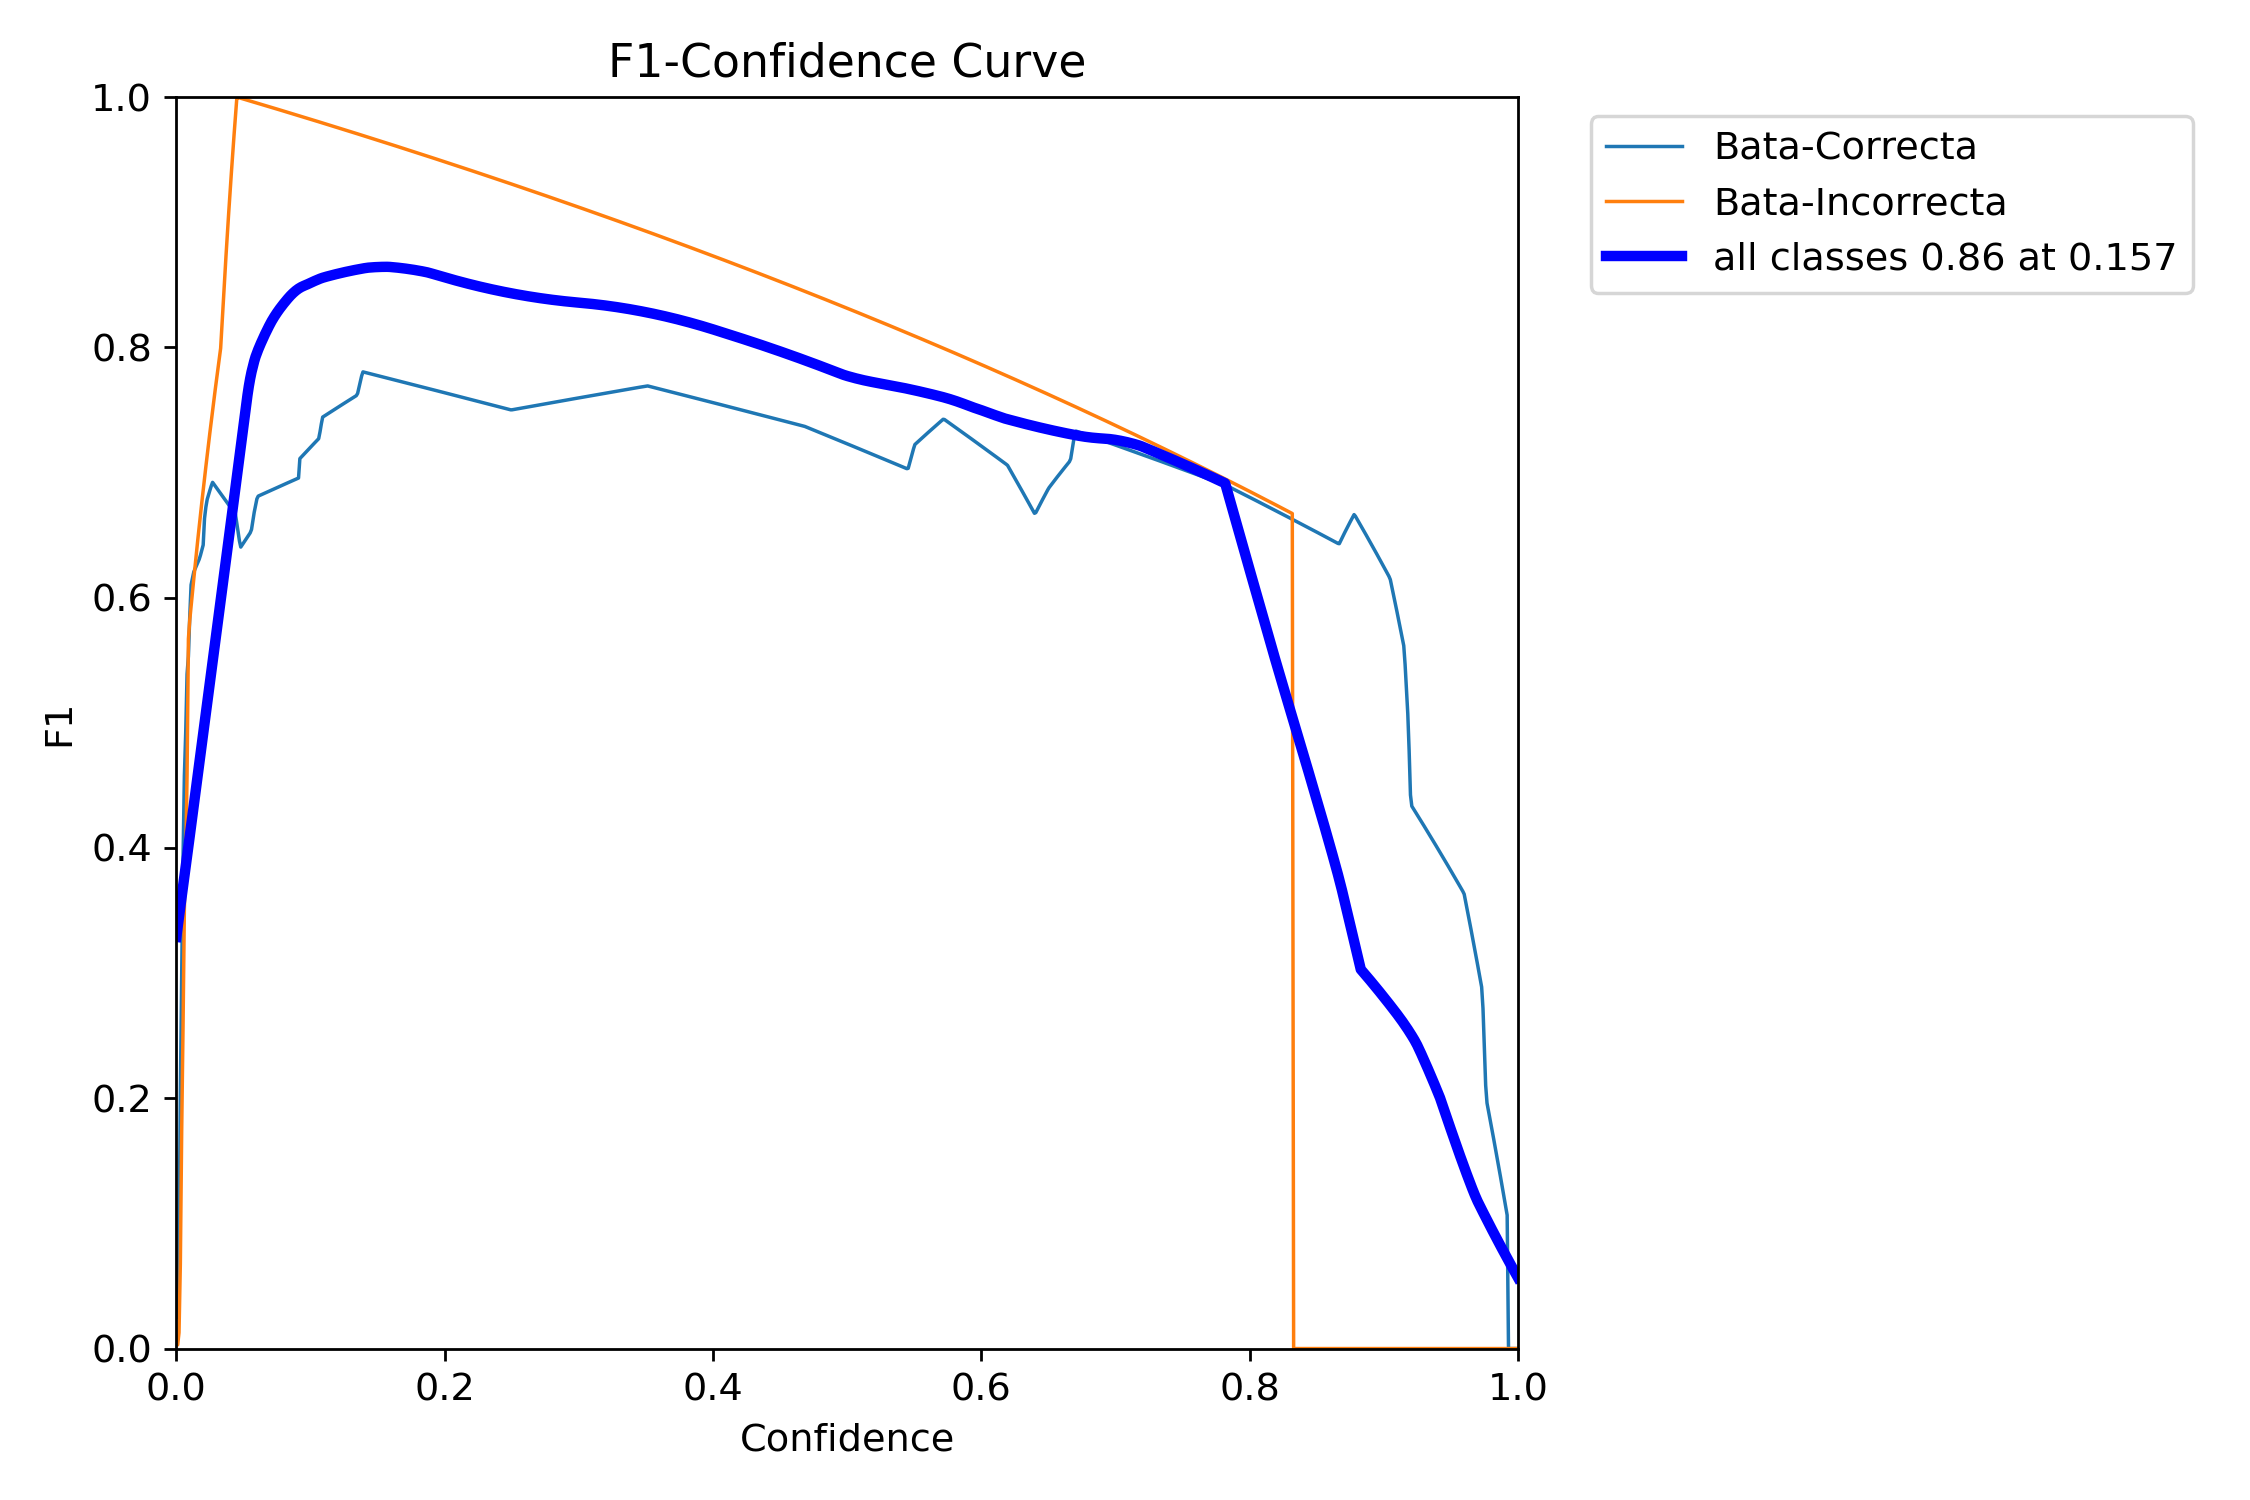 F1-Confidence Curve
1.0
0.8
0.6
0.4
0.2
0.0
F1
0.0 0.2 0.4 0.6 0.8 1.0
Confidence
Bata-Correcta
Bata-Incorrecta
all classes 0.86 at 0.157